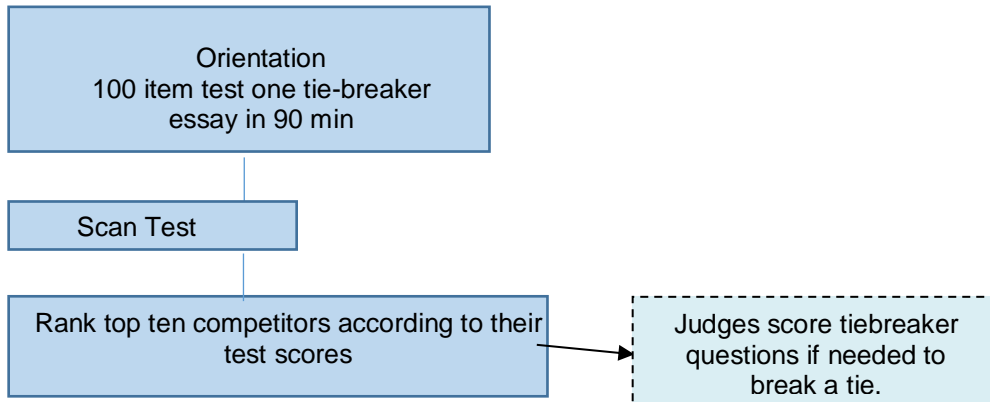 Orientation
100 item test one tie-breaker
essay in 90 min
Scan Test
Rank top ten competitors according to their
test scores
Judges score tiebreaker
questions if needed to
break a tie.